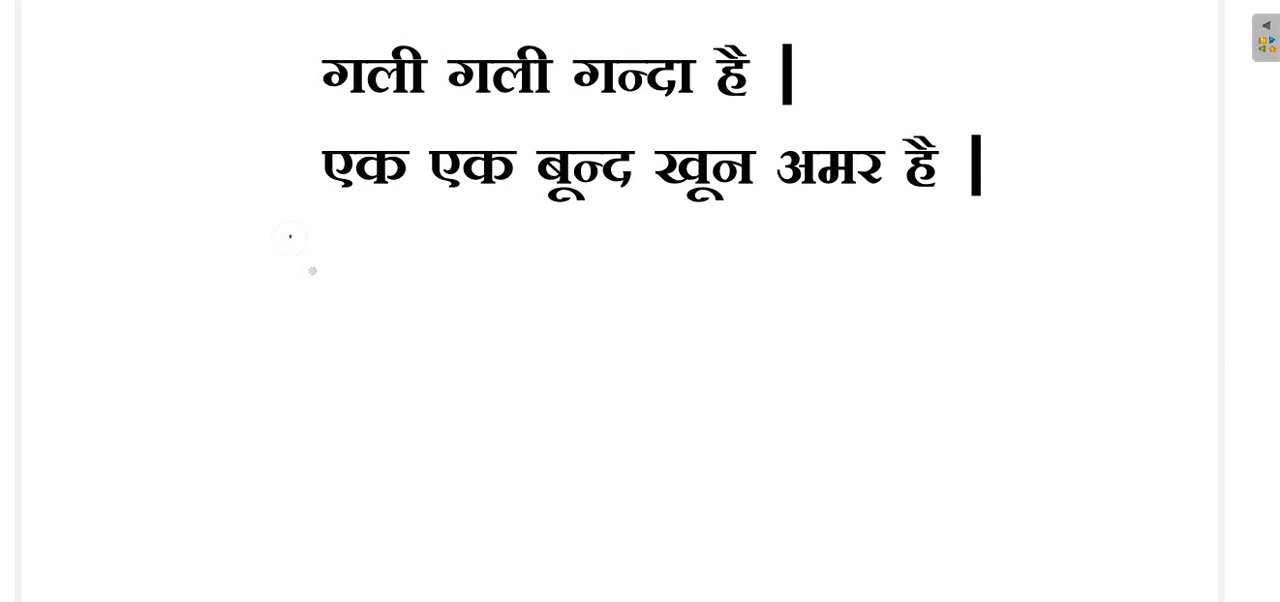 गली गली गन्दा है |
एक एक बून्द खून अमर है |